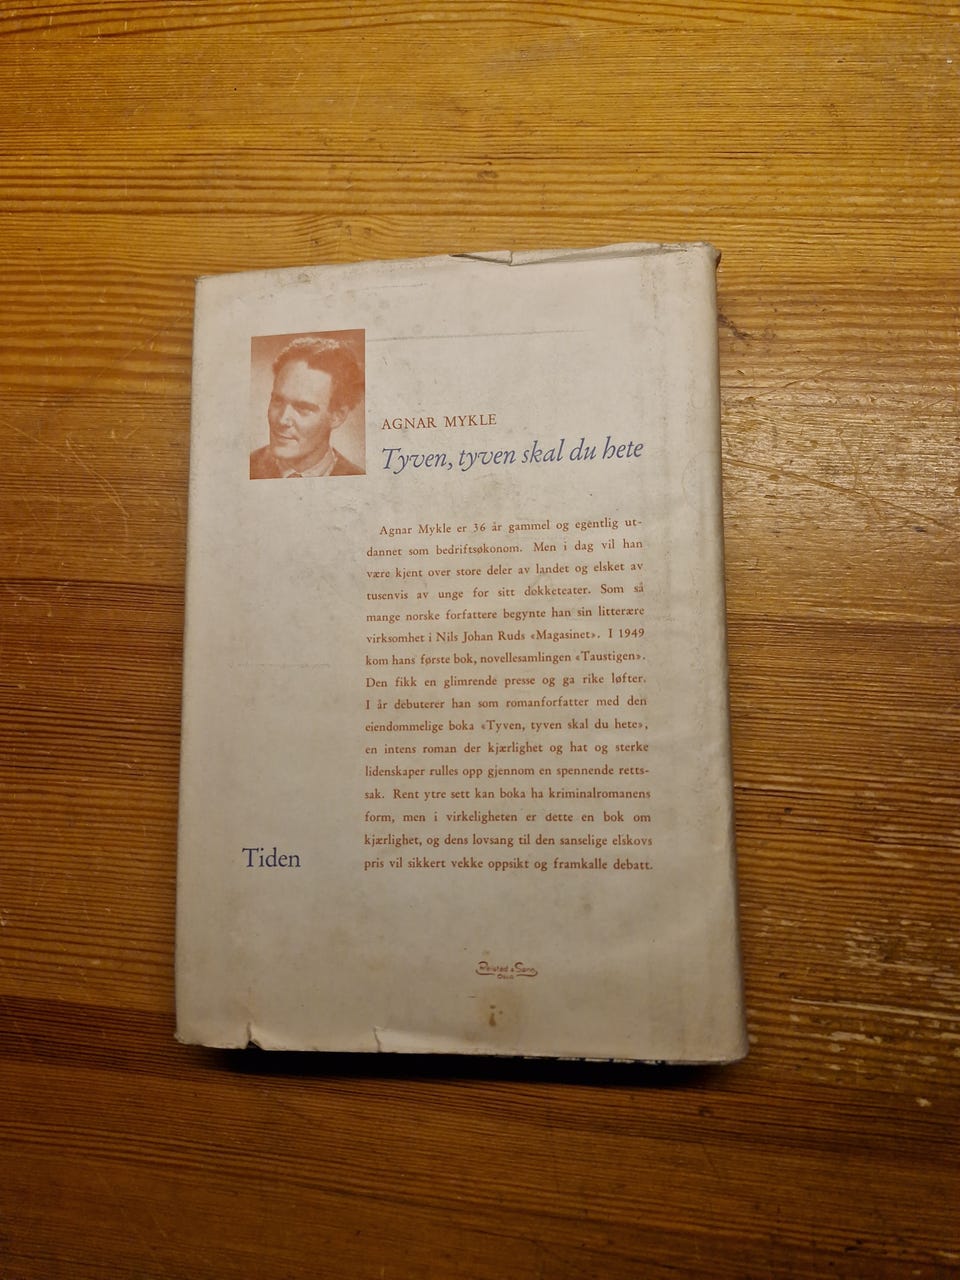 AGNAR MYKLE
Tyven, tyven skal du hete
Agnar Mykle er 36 år gammel og egentlig ut-
dannet som bedriftsøkonom. Men i dag vil han
være kjent over store deler av landet og elsket av
tusenvis av unge for sitt dokketeater. Som så
mange norske forfattere begynte han sin litterære
virksomhet i Nils Johan Ruds «Magasinet». I 1949
kom hans første bok, novellesamlingen «Taustigen».
Den fikk en glimrende presse og ga rike løfter.
I år debuterer han som romanforfatter med den
eiendommelige boka «Tyven, tyven skal du hete»,
en intens roman der kjærlighet og hat og sterke
lidenskaper rulles opp gjennom en spennende retts-
sak. Rent ytre sett kan boka ha kriminalromanens
form, men i virkeligheten er dette en bok om
kjærlighet, og dens lovsang til den sanselige elskovs
pris vil sikkert vekke oppsikt og framkalle debatt.
Tiden
Reistad & Sønn
Oslo